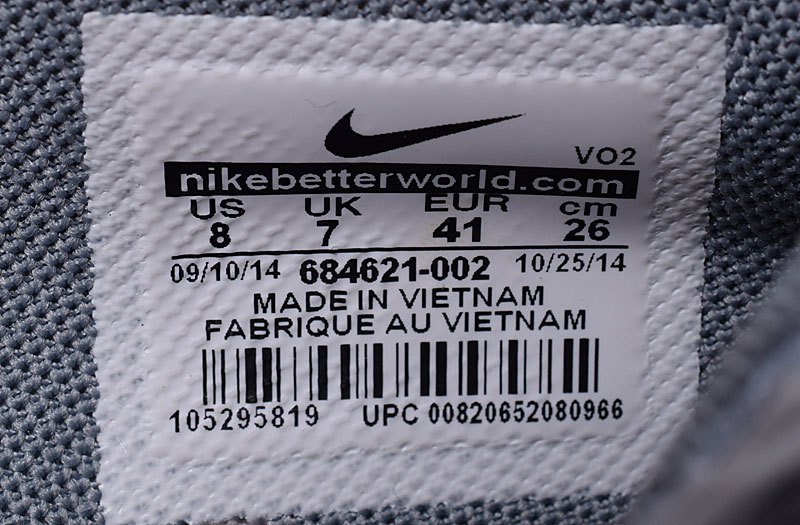 VO2
nikebetterworld.com
US UK EUR cm
8 7 41 26
09/10/14 684621-002 10/25/14
MADE IN VIETNAM
FABRIQUE AU VIETNAM
105295819 UPC 00820652080966